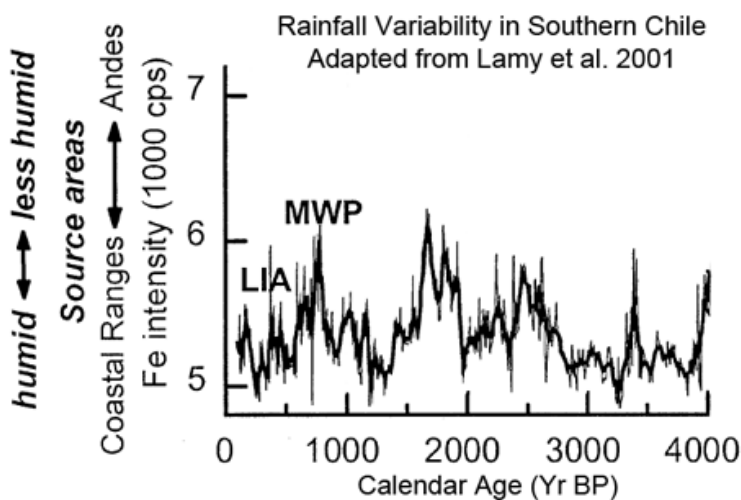 Rainfall Variability in Southern Chile
Adapted from Lamy et al. 2001
humid ↔ less humid
Source areas
Coastal Ranges ↔ Andes
Fe intensity (1000 cps)
7
6
5
MWP
LIA
0 1000 2000 3000 4000
Calendar Age (Yr BP)